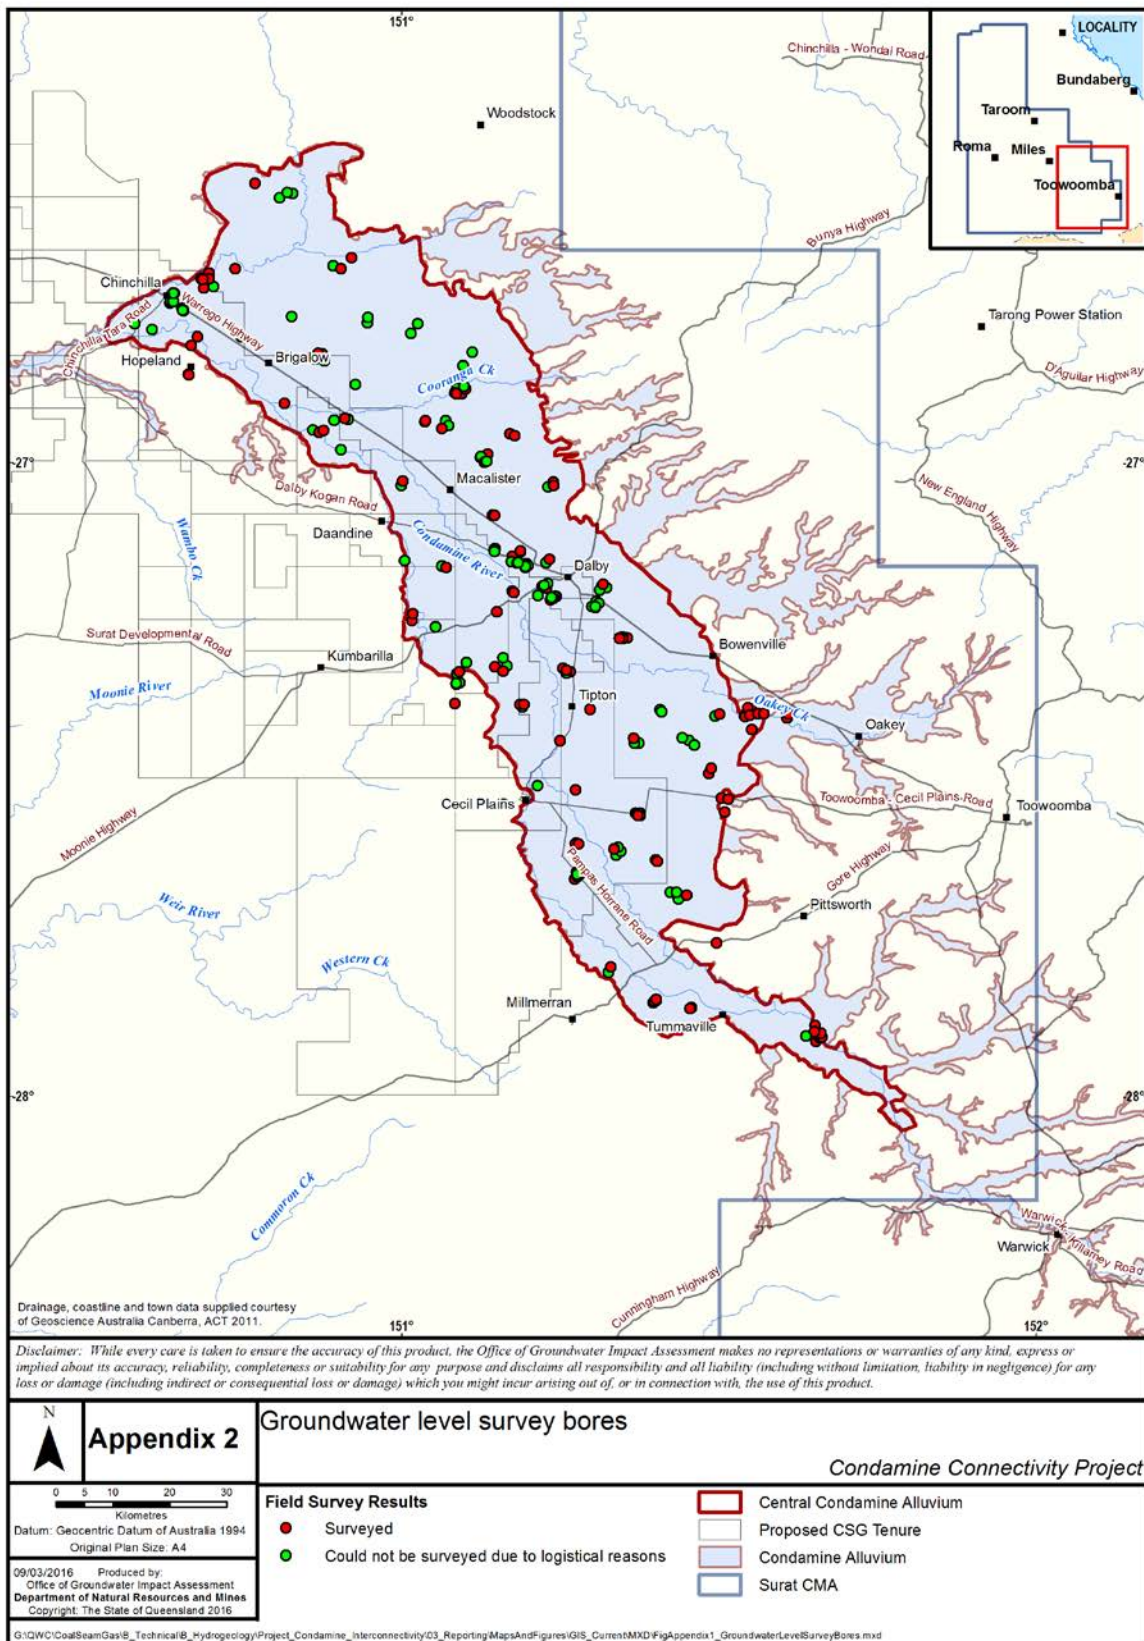 151°
LOCALITY
Bundaberg
Taroom
Roma
Miles
Toowoomba
Chinchilla - Wondai Road
Woodstock
Bunya Highway
Chinchilla
Warrego Highway
Chinchilla Tara Road
Hopeland
Brigalow
Cooranga Ck
Tarong Power Station
D'Aguilar Highway
-27°
-27°
Macalister
New England Highway
Dalby Kogan Road
Daandine
Wambo Ck
Condamine River
Dalby
Surat Developmental Road
Kumbarilla
Bowenville
Moonie River
Tipton
Oakey Ck
Oakey
Cecil Plains
Toowoomba - Cecil Plains-Road
Toowoomba
Moonie Highway
Pampas Horrane Road
Gore Highway
Weir River
Pittsworth
Western Ck
Millmerran
Tummaville
-28°
-28°
Commoron Ck
Warwick - Killarney Road
Warwick
Cunningham Highway
Drainage, coastline and town data supplied courtesy
of Geoscience Australia Canberra, ACT 2011.
151°
152°
Disclaimer: While every care is taken to ensure the accuracy of this product, the Office of Groundwater Impact Assessment makes no representations or warranties of any kind, express or
implied about its accuracy, reliability, completeness or suitability for any purpose and disclaims all responsibility and all liability (including without limitation, liability in negligence) for any
loss or damage (including indirect or consequential loss or damage) which you might incur arising out of, or in connection with, the use of this product.
N
Appendix 2
Groundwater level survey bores
Condamine Connectivity Project
0 5 10 20 30
Kilometres
Datum: Geocentric Datum of Australia 1994
Original Plan Size: A4
09/03/2016 Produced by:
Office of Groundwater Impact Assessment
Department of Natural Resources and Mines
Copyright: The State of Queensland 2016
Field Survey Results
Surveyed
Could not be surveyed due to logistical reasons
Central Condamine Alluvium
Proposed CSG Tenure
Condamine Alluvium
Surat CMA
G:\QWC\CoalSeamGas\B_Technical\B_Hydrogeology\Project_Condamine_Interconnectivity\03_Reporting\MapsAndFigures\GIS_Current\MXD\FigAppendix1_GroundwaterLevelSurveyBores.mxd